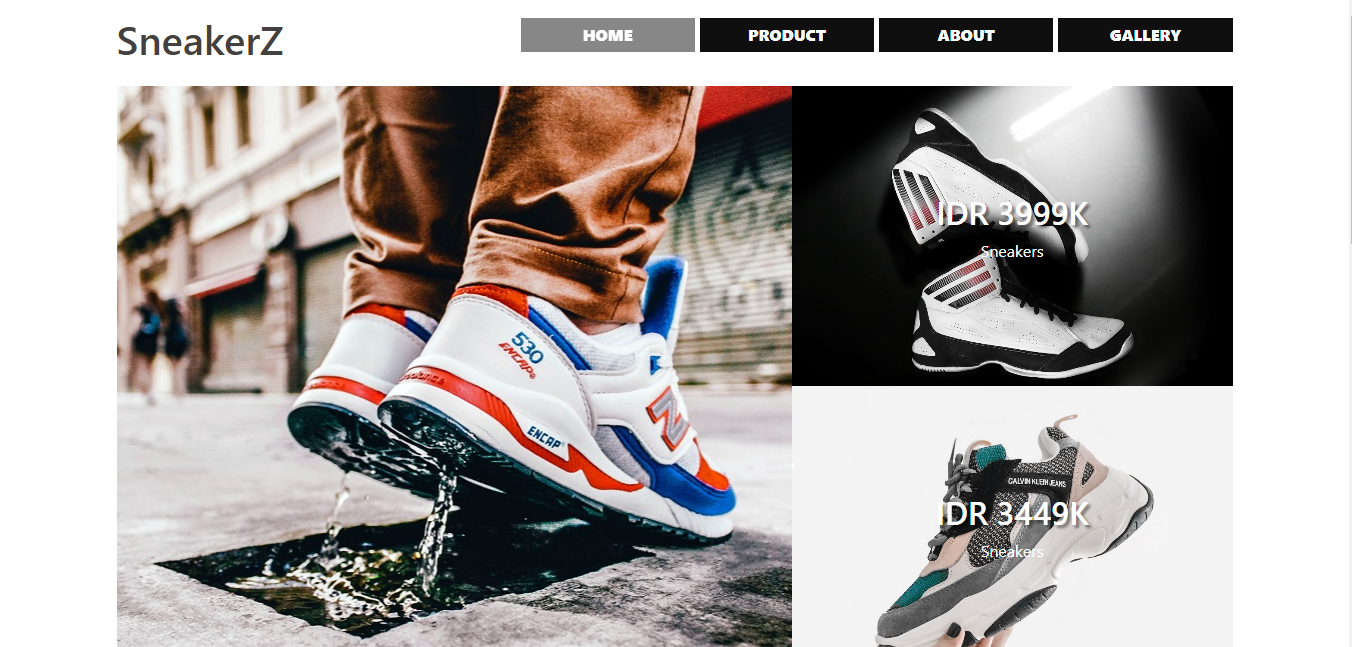 SneakerZ
HOME
PRODUCT
ABOUT
GALLERY
530
ENCAP
ENCAP
IDR 3999K
Sneakers
CALVIN KLEIN JEANS
IDR 3449K
Sneakers